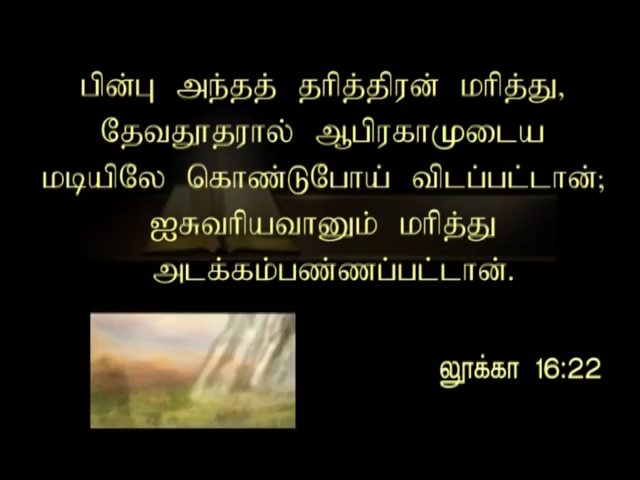 பின்பு அந்தத் தரித்திரன் மரித்து,
தேவதூதரால் ஆபிரகாமுடைய
மடியிலே கொண்டுபோய் விடப்பட்டான்;
ஐசுவரியவானும் மரித்து
அடக்கம்பண்ணப்பட்டான்.
லூக்கா 16:22